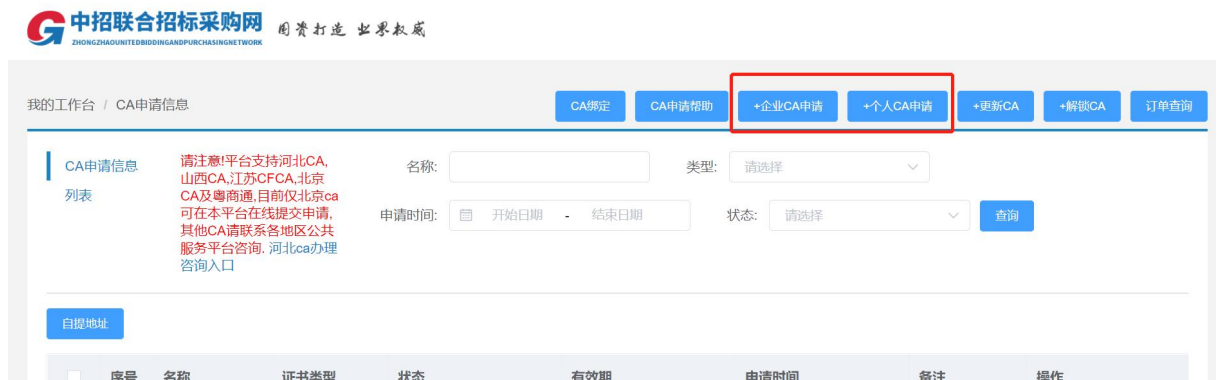 中招联合招标采购网
ZHONGZHAOUNITEDBIDDINGANDPURCHASINGNETWORK
国资打造 业界权威
我的工作台 / CA申请信息
CA绑定
CA申请帮助
+企业CA申请
+个人CA申请
+更新CA
+解锁CA
订单查询
CA申请信息
列表
请注意!平台支持河北CA,
山西CA,江苏CFCA,北京
CA及粤商通,目前仅北京ca
可在本平台在线提交申请,
其他CA请联系各地区公共
服务平台咨询. 河北ca办理
咨询入口
名称:
类型: 请选择
申请时间: 开始日期 - 结束日期
状态: 请选择
查询
自提地址
序号 名称 证书类型 状态 有效期 申请时间 备注 操作